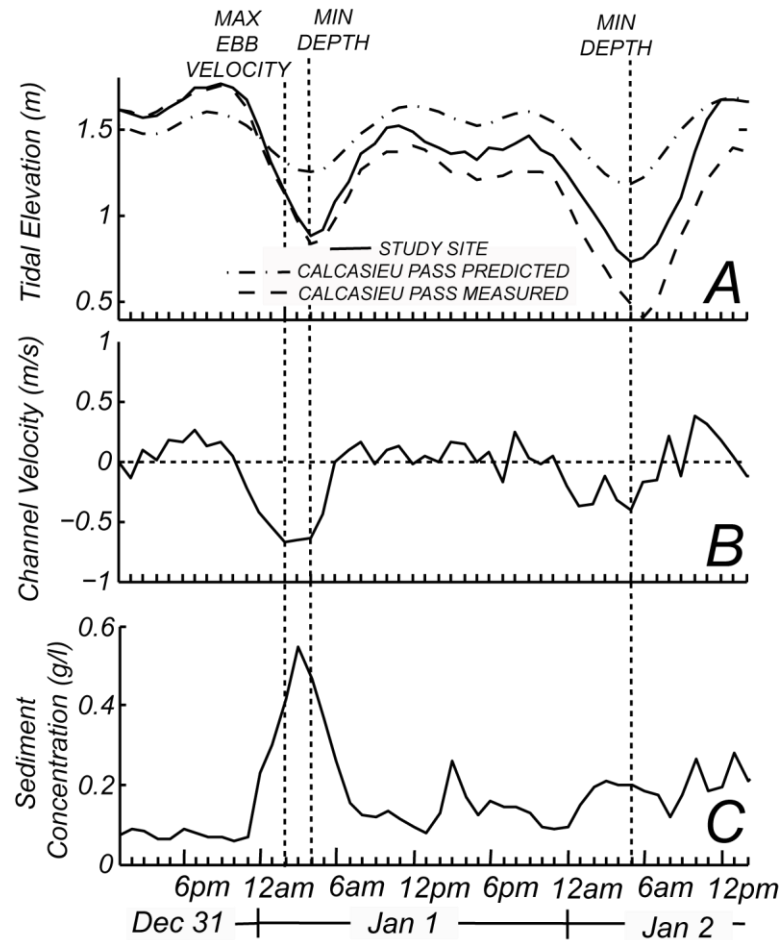 MAX
EBB
VELOCITY
MIN
DEPTH
MIN
DEPTH
Tidal Elevation (m)
1.5
1
0.5
STUDY SITE
CALCASIEU PASS PREDICTED
CALCASIEU PASS MEASURED
A
Channel Velocity (m/s)
1
0.5
0
−0.5
−1
B
Sediment
Concentration (g/l)
0.6
0.4
0.2
0
C
6pm 12am 6am 12pm 6pm 12am 6am 12pm
Dec 31 Jan 1 Jan 2